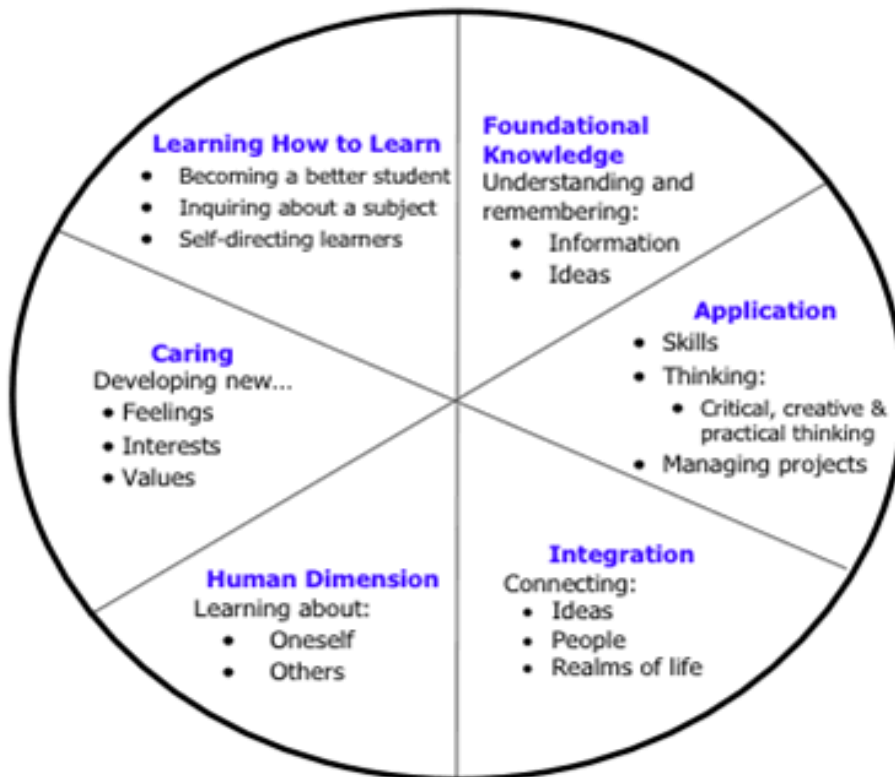 Learning How to Learn
• Becoming a better student
• Inquiring about a subject
• Self-directing learners
Foundational
Knowledge
Understanding and
remembering:
• Information
• Ideas
Application
• Skills
• Thinking:
• Critical, creative &
practical thinking
• Managing projects
Integration
Connecting:
• Ideas
• People
• Realms of life
Human Dimension
Learning about:
• Oneself
• Others
Caring
Developing new...
• Feelings
• Interests
• Values